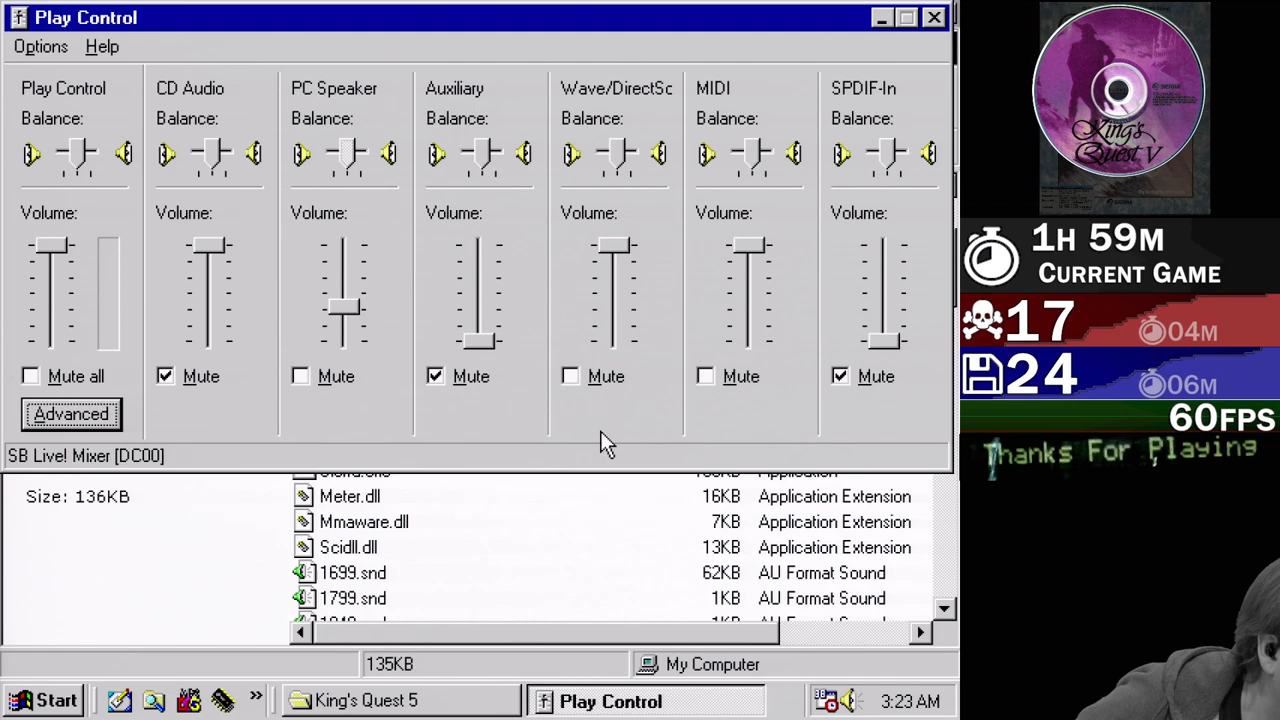 Play Control
Options Help
Play Control CD Audio PC Speaker Auxiliary Wave/DirectSc MIDI SPDIF-In
Balance: Balance: Balance: Balance: Balance: Balance: Balance:
Volume: Volume: Volume: Volume: Volume: Volume: Volume:
Mute all Mute Mute Mute Mute Mute Mute
Advanced
SB Live! Mixer [DC00]
Size: 136KB
Meter.dll 16KB Application Extension
Mmaware.dll 7KB Application Extension
Scidll.dll 13KB Application Extension
1699.snd 62KB AU Format Sound
1799.snd 1KB AU Format Sound
135KB My Computer
Start King's Quest 5 Play Control 3:23 AM
King's
Quest V
1H 59M
CURRENT GAME
17 04M
24 06M
60FPS
Thanks For Playing